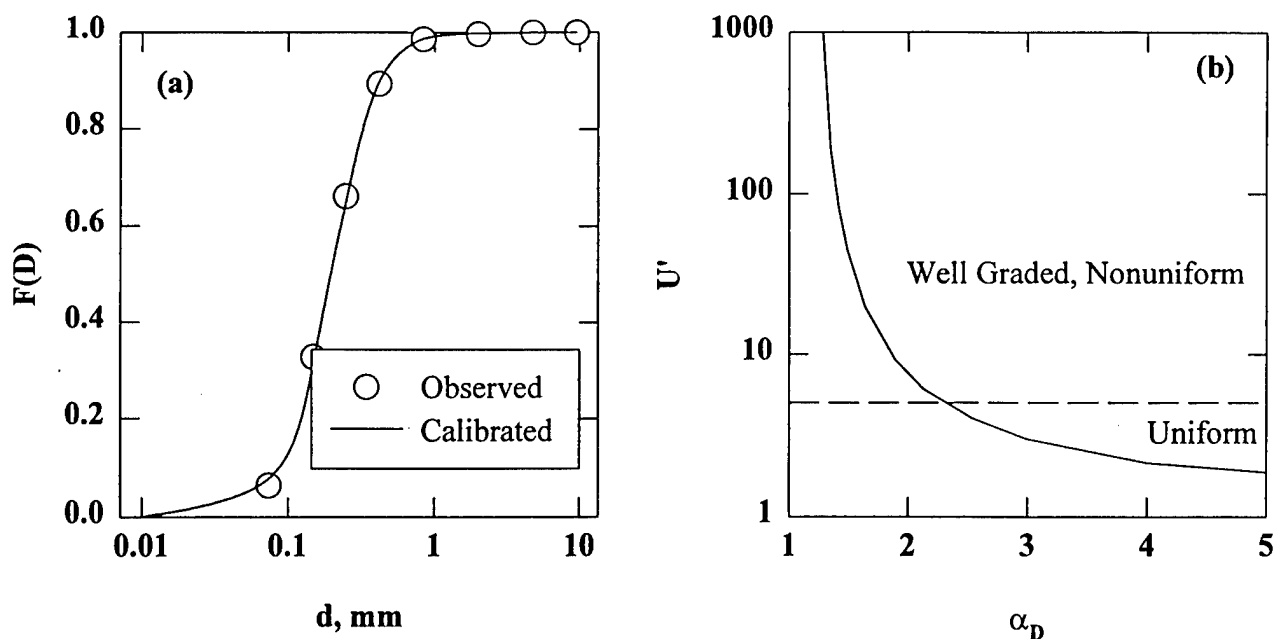 (a)
F(D)
1.0
0.8
0.6
0.4
0.2
0.0
0.01
0.1
1
10
d, mm
Observed
Calibrated
(b)
U'
1000
100
10
1
1
2
3
4
5
α_D
Well Graded, Nonuniform
Uniform